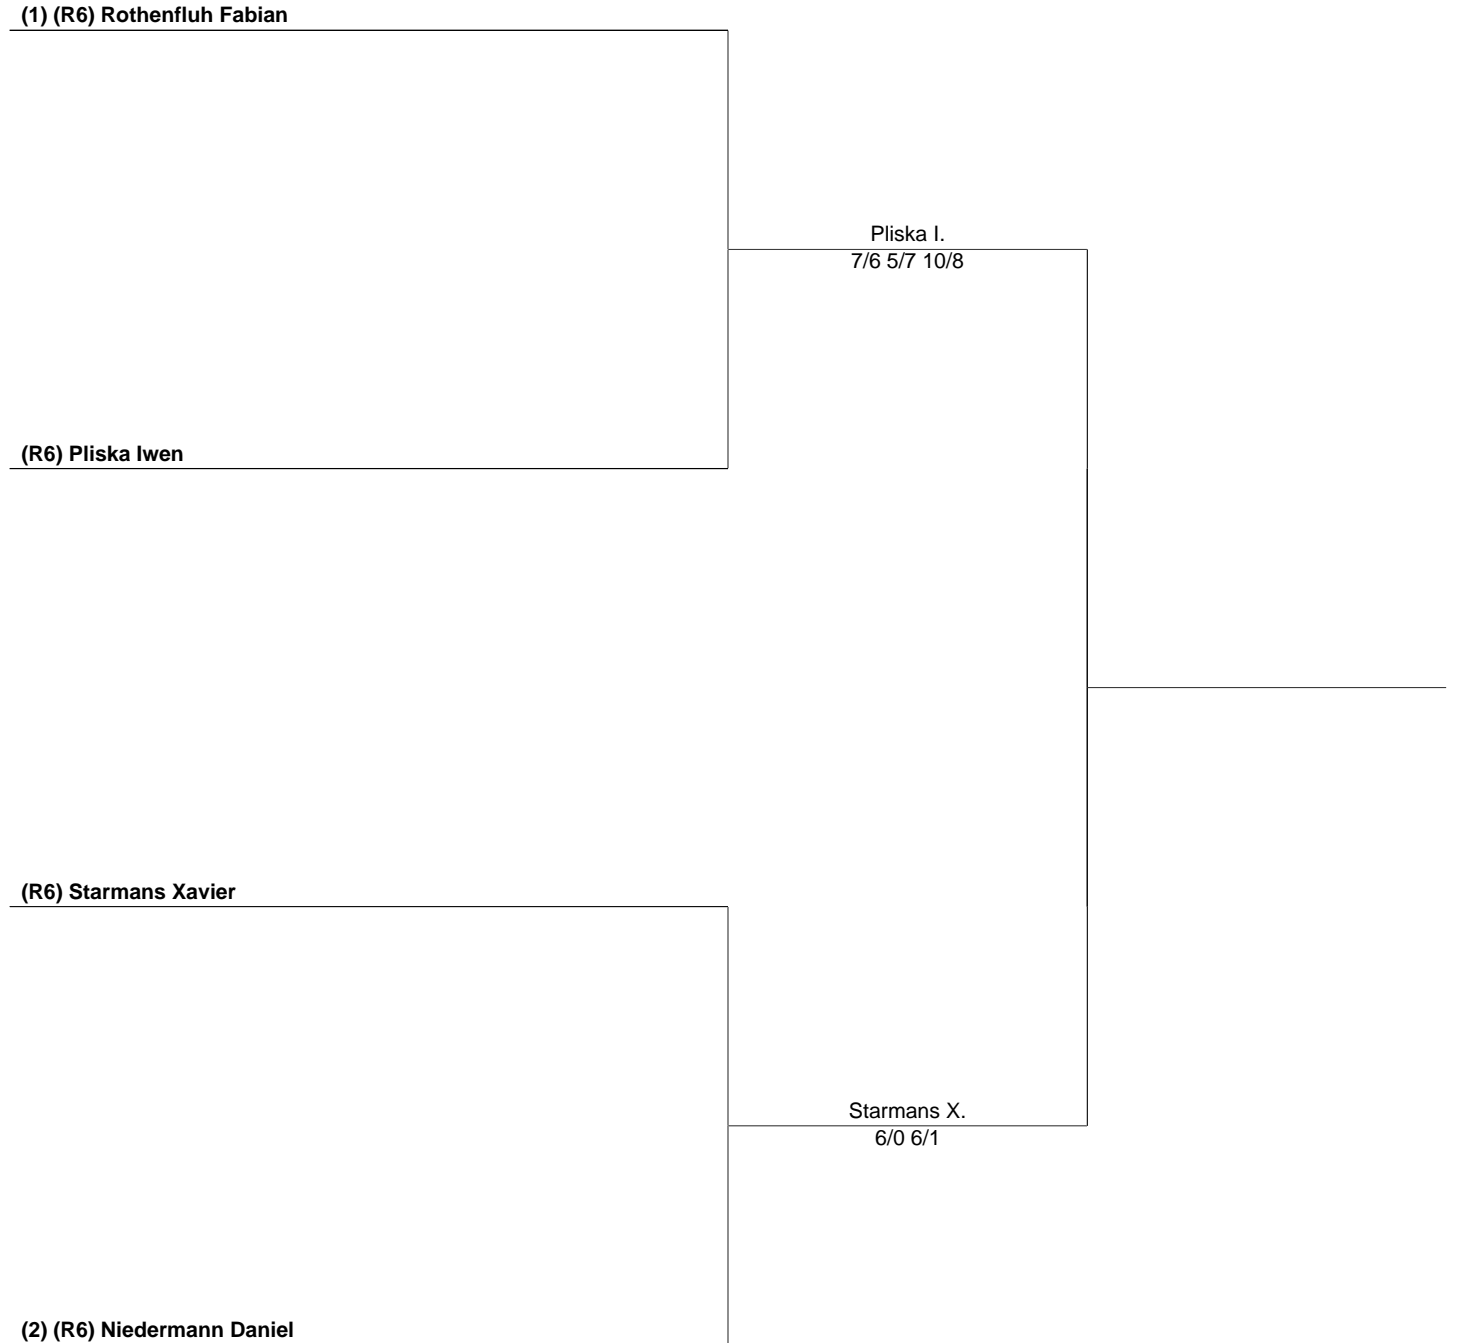 (1) (R6) Rothenfluh Fabian
Pliska I.
7/6 5/7 10/8
(R6) Pliska Iwen
(R6) Starmans Xavier
Starmans X.
6/0 6/1
(2) (R6) Niedermann Daniel